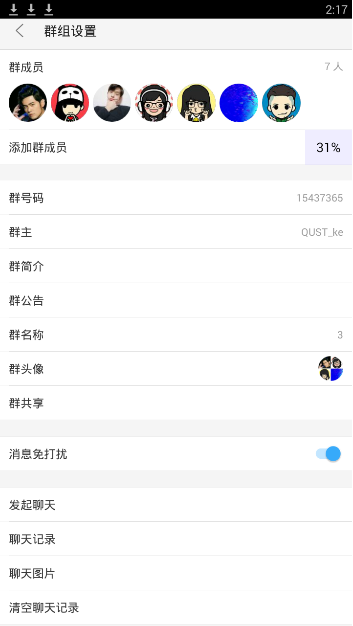 2:17
群组设置
群成员 7 人
添加群成员 31%
群号码 15437365
群主 QUST_ke
群简介
群公告
群名称 3
群头像
群共享
消息免打扰
发起聊天
聊天记录
聊天图片
清空聊天记录